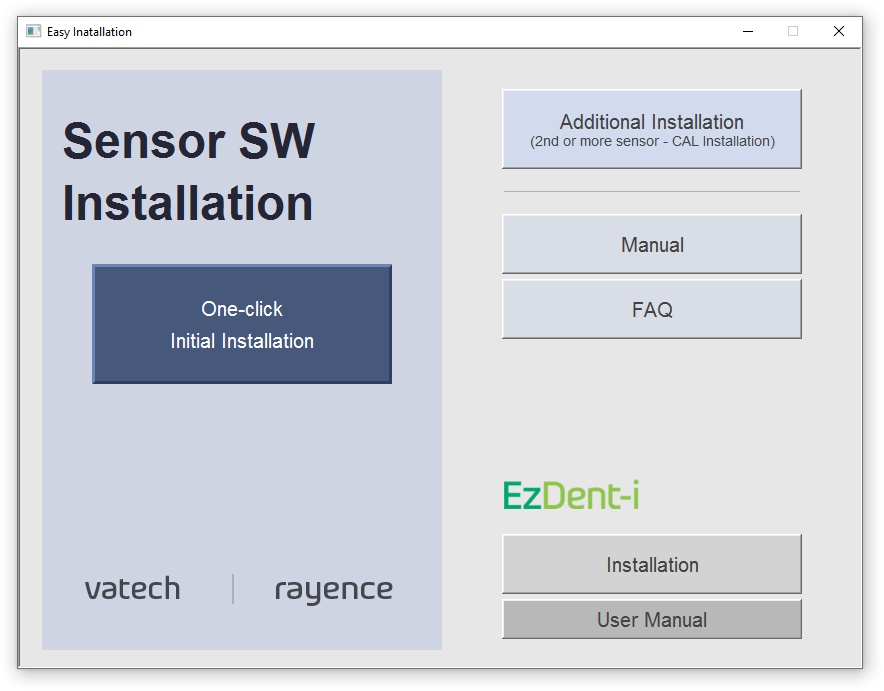 Easy Inatallation
Sensor SW
Installation
One-click
Initial Installation
vatech
rayence
Additional Installation
(2nd or more sensor - CAL Installation)
Manual
FAQ
EzDent-i
Installation
User Manual